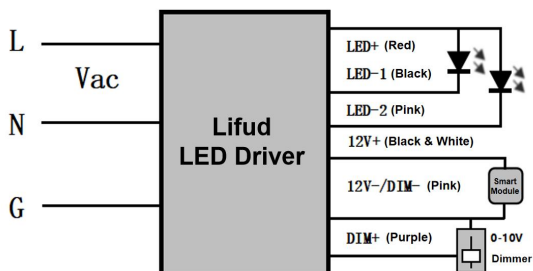 L
Vac
N
G
Lifud
LED Driver
LED+ (Red)
LED-1 (Black)
LED-2 (Pink)
12V+ (Black & White)
12V-/DIM- (Pink)
DIM+ (Purple)
Smart
Module
0-10V
Dimmer